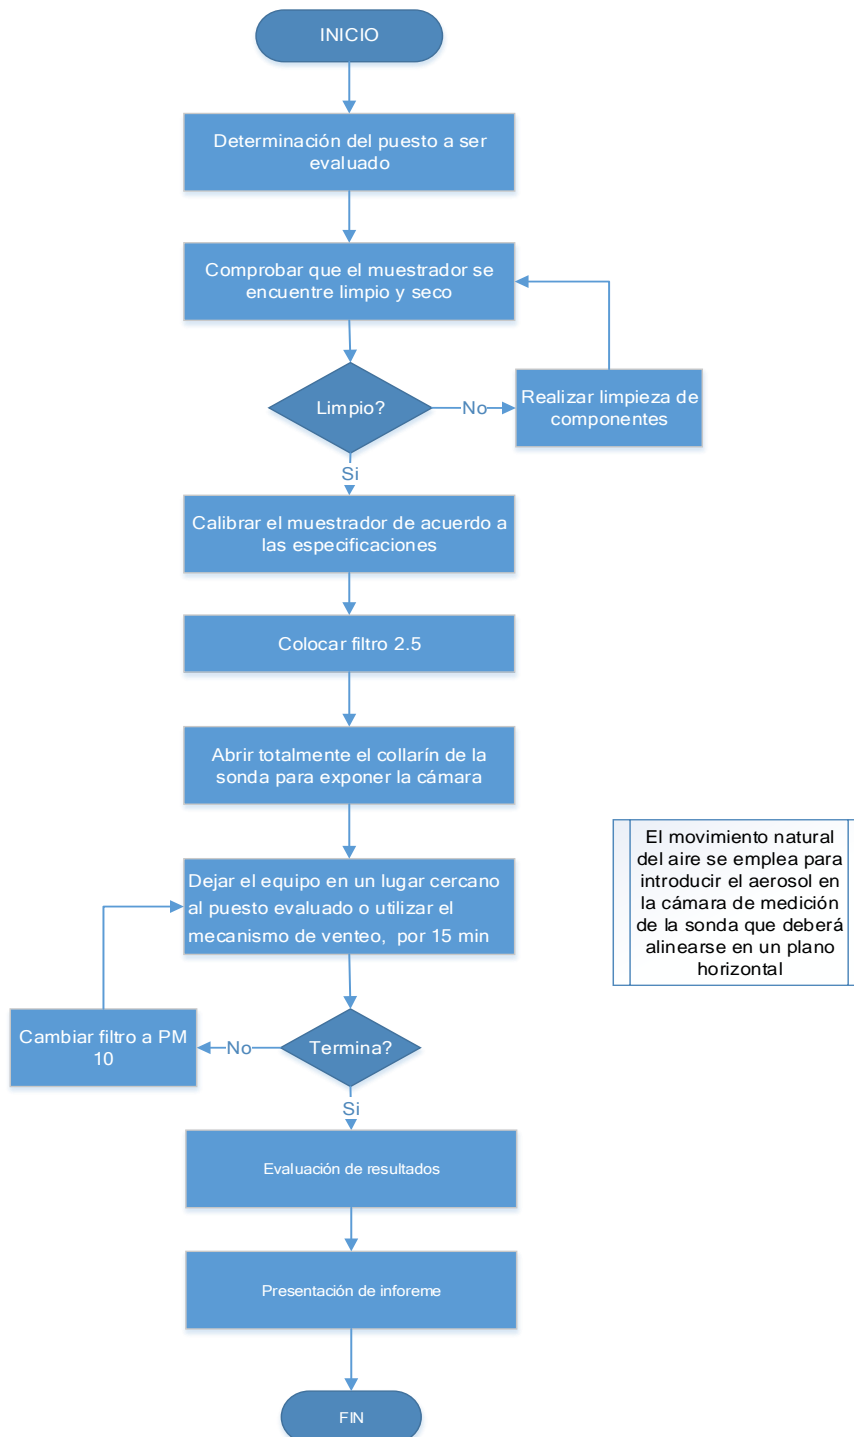 INICIO
Determinación del puesto a ser
evaluado
Comprobar que el muestrador se
encuentre limpio y seco
Limpio?
No
Realizar limpieza de
componentes
Si
Calibrar el muestrador de acuerdo a
las especificaciones
Colocar filtro 2.5
Abrir totalmente el collarín de la
sonda para exponer la cámara
El movimiento natural
del aire se emplea para
introducir el aerosol en
la cámara de medición
de la sonda que deberá
alinearse en un plano
horizontal
Dejar el equipo en un lugar cercano
al puesto evaluado o utilizar el
mecanismo de venteo, por 15 min
Termina?
No
Cambiar filtro a PM
10
Si
Evaluación de resultados
Presentación de inforeme
FIN